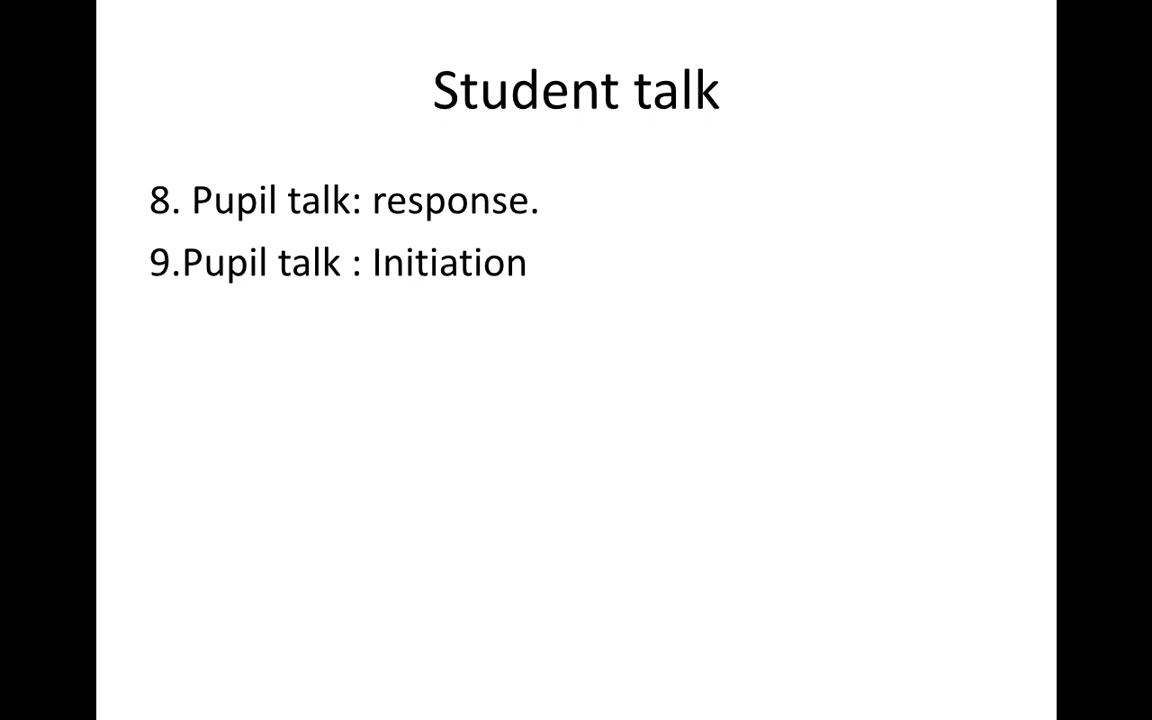 Student talk
8. Pupil talk: response.
9.Pupil talk : Initiation